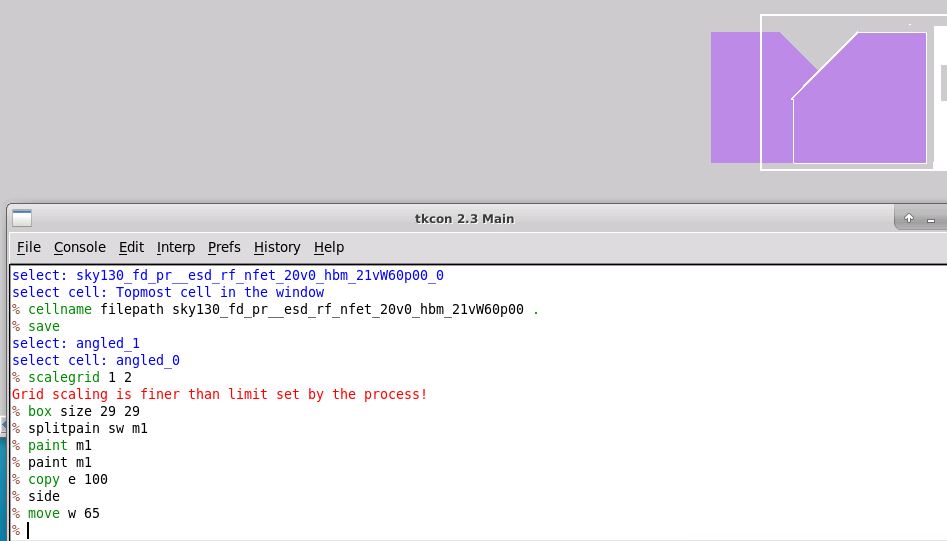 tkcon 2.3 Main
File Console Edit Interp Prefs History Help
select: sky130_fd_pr__esd_rf_nfet_20v0_hbm_21vW60p00_0
select cell: Topmost cell in the window
% cellname filepath sky130_fd_pr__esd_rf_nfet_20v0_hbm_21vW60p00 .
% save
select: angled_1
select cell: angled_0
% scalegrid 1 2
Grid scaling is finer than limit set by the process!
% box size 29 29
% splitpain sw m1
% paint m1
% paint m1
% copy e 100
% side
% move w 65
%